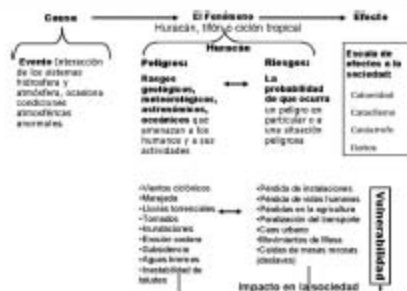 Causa
El Fenómeno
Efecto
Huracán, tifón o ciclón tropical
Huracán
Evento Interacción
de los sistemas
hidrosfera y
atmósfera, ocasiona
condiciones
atmosféricas
anormales.
Peligros:
Rasgos
geológicos,
meteorológicos,
astronómicos,
oceánicos que
amenazan a los
humanos y a sus
actividades
Riesgos:
La
probabilidad
de que ocurra
un peligro en
particular o a
una situación
peligrosa
Escala de
efectos a la
sociedad:
Calamidad
Cataclismo
Catástrofe
•Vientos ciclónicos
•Marejada
•Lluvias torrenciales
•Tornados
•Inundaciones
•Erosión costera
•Subsidencia
•Inestabilidad de
taludes
•Pérdida de instalaciones
•Pérdida de vidas humanas
•Pérdidas en la agricultura
•Paralización del transporte
•Caos urbano
•Movimientos de Masa
•Caídas de masas rocosas
(deslaves)
Vulnerabilidad
Impacto en la sociedad